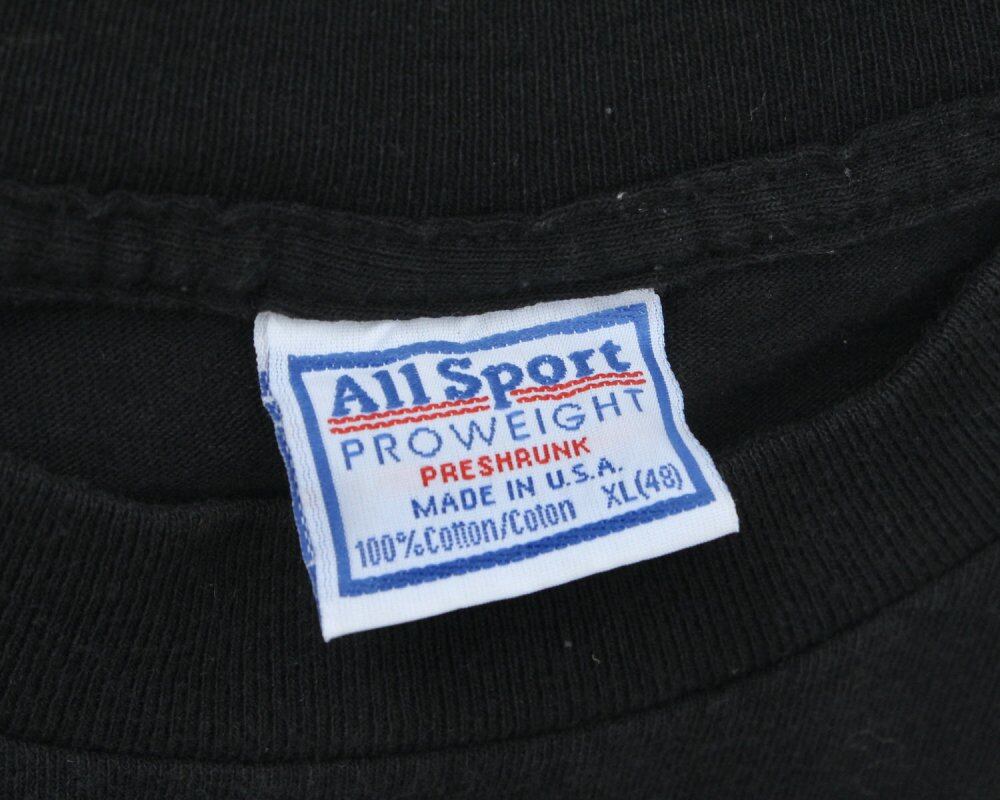 All Sport
PROWEIGHT
PRESHRUNK
MADE IN U.S.A.
100% Cotton/Coton XL(48)